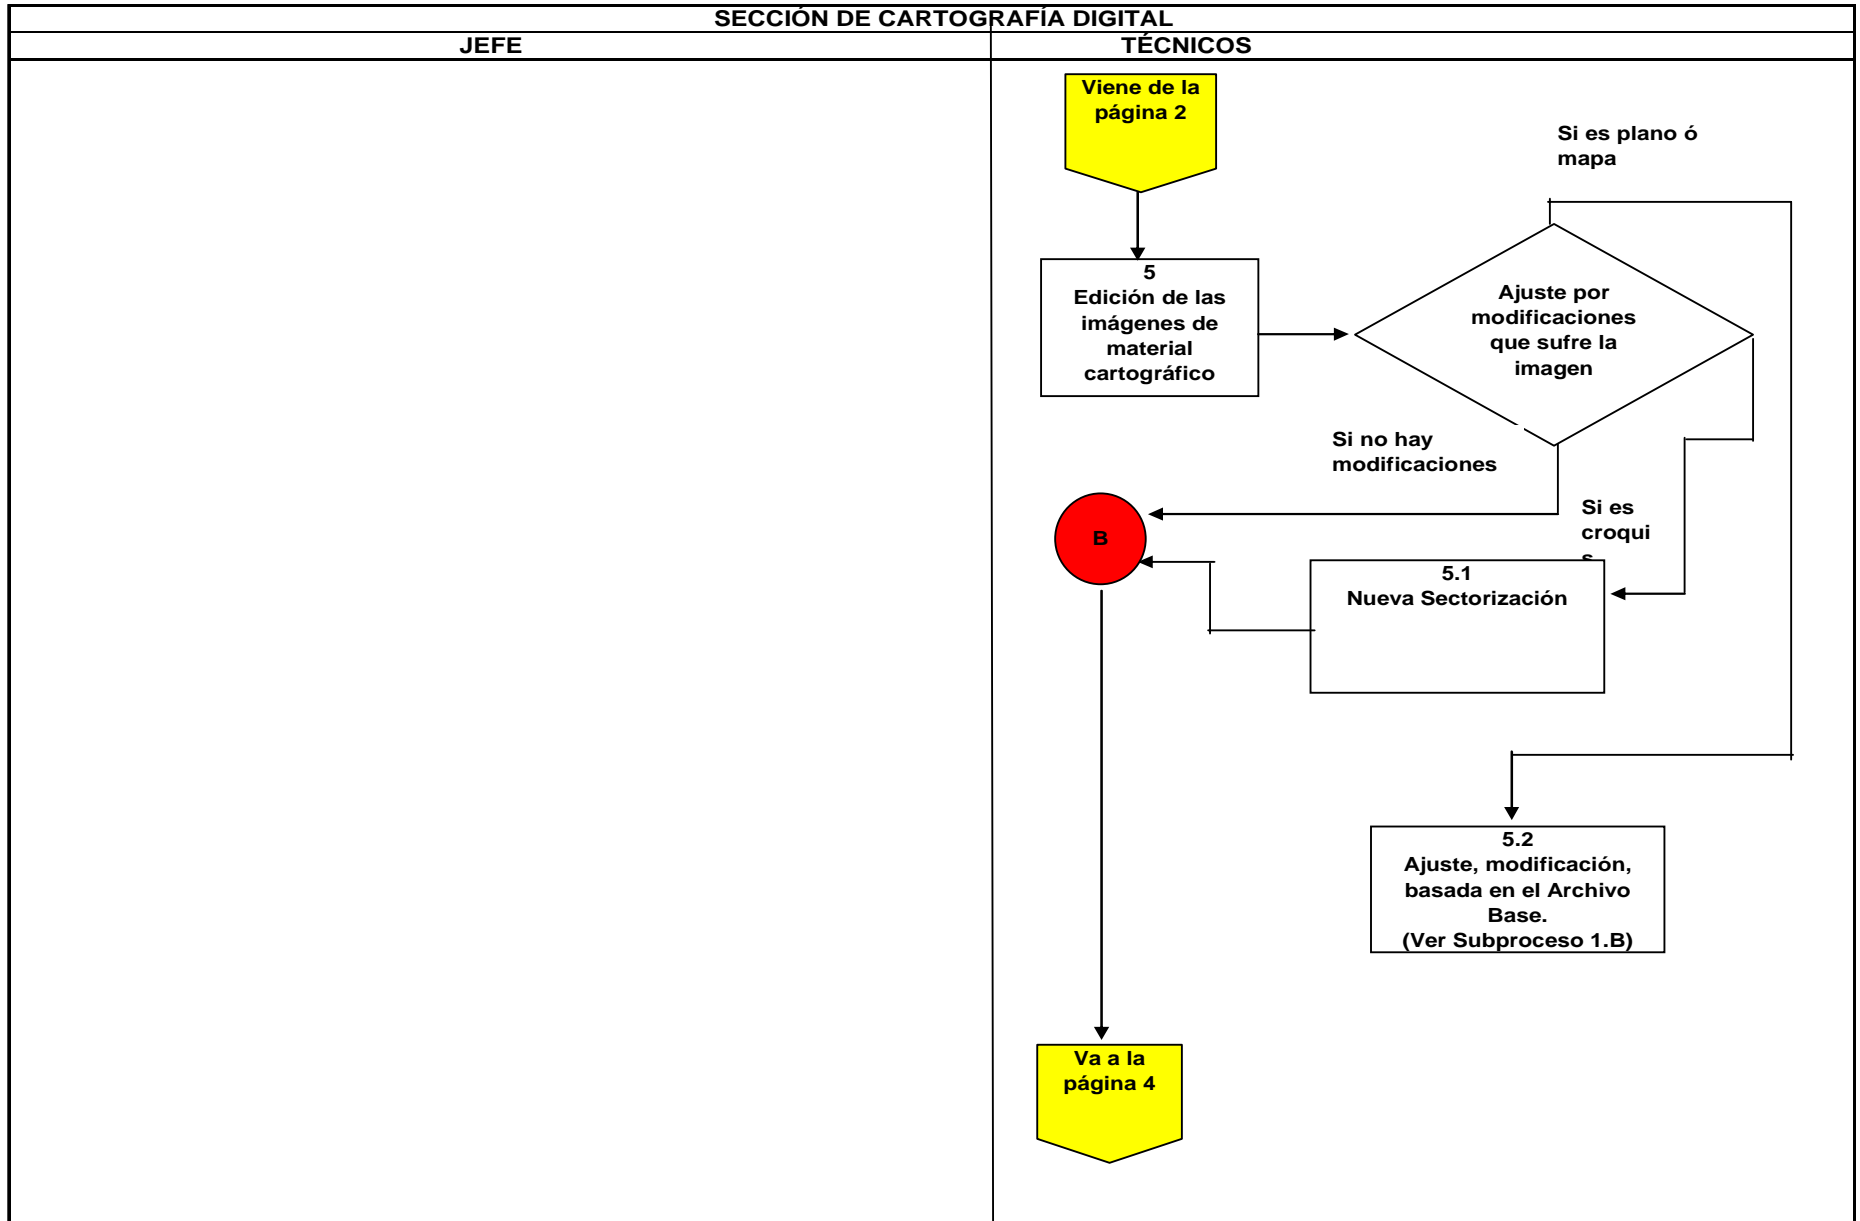 SECCIÓN DE CARTOGRAFÍA DIGITAL
JEFE
TÉCNICOS
Viene de la
página 2
Si es plano ó
mapa
5
Edición de las
imágenes de
material
cartográfico
Ajuste por
modificaciones
que sufre la
imagen
Si no hay
modificaciones
B
Si es
croqui
s
5.1
Nueva Sectorización
5.2
Ajuste, modificación,
basada en el Archivo
Base.
(Ver Subproceso 1.B)
Va a la
página 4